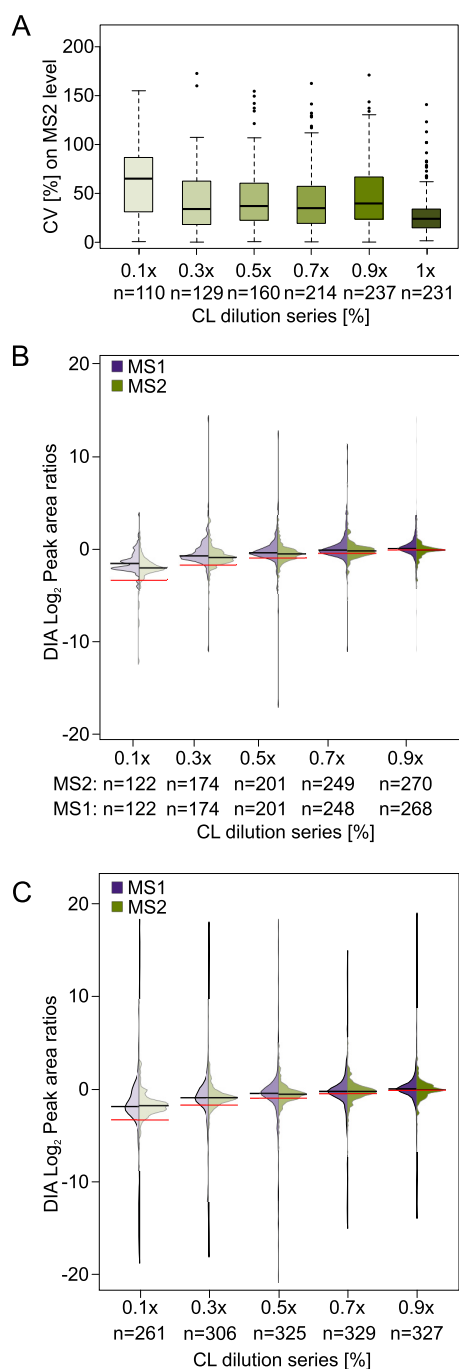 A
CV [%] on MS2 level
200
150
100
50
0
0.1x 0.3x 0.5x 0.7x 0.9x 1x
n=110 n=129 n=160 n=214 n=237 n=231
CL dilution series [%]
B
MS1
MS2
DIA Log₂ Peak area ratios
20
10
0
-10
-20
0.1x 0.3x 0.5x 0.7x 0.9x
MS2: n=122 n=174 n=201 n=249 n=270
MS1: n=122 n=174 n=201 n=248 n=268
CL dilution series [%]
C
MS1
MS2
DIA Log₂ Peak area ratios
20
10
0
-10
-20
0.1x 0.3x 0.5x 0.7x 0.9x
n=261 n=306 n=325 n=329 n=327
CL dilution series [%]